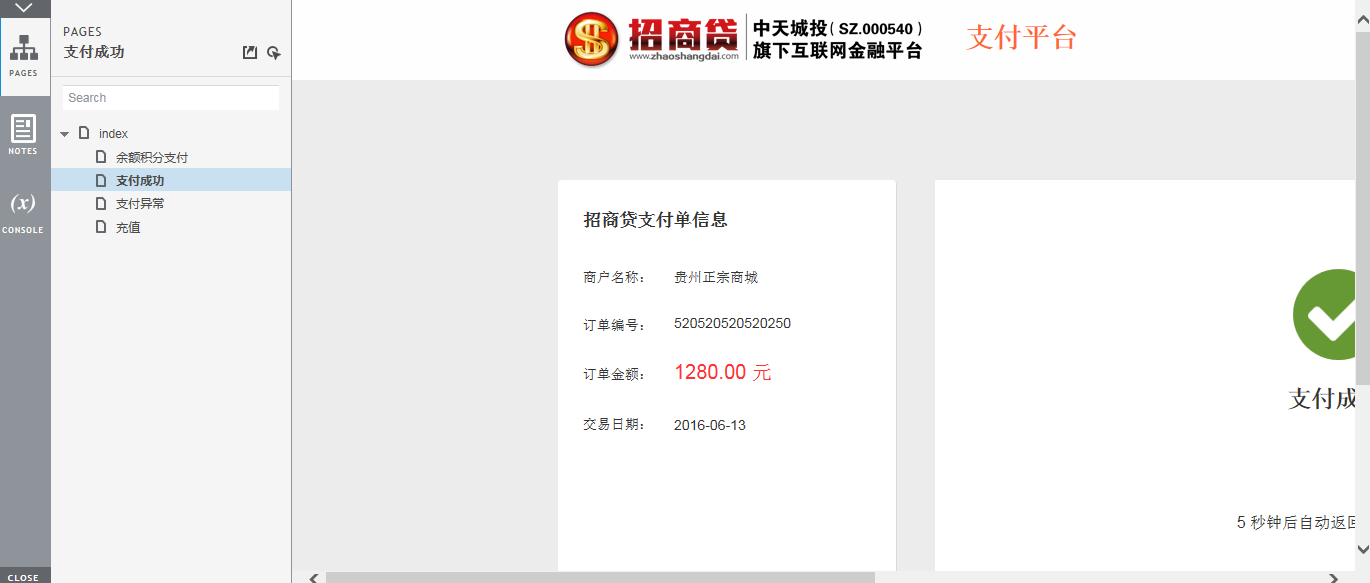 PAGES
支付成功
PAGES
Search
NOTES
index
余额积分支付
支付成功
支付异常
充值
(x)
CONSOLE
CLOSE
招商贷
www.zhaoshangdai.com
中天城投( SZ.000540 )
旗下互联网金融平台
支付平台
招商贷支付单信息
商户名称： 贵州正宗商城
订单编号： 520520520520250
订单金额： 1280.00 元
交易日期： 2016-06-13
支付成
5 秒钟后自动返回